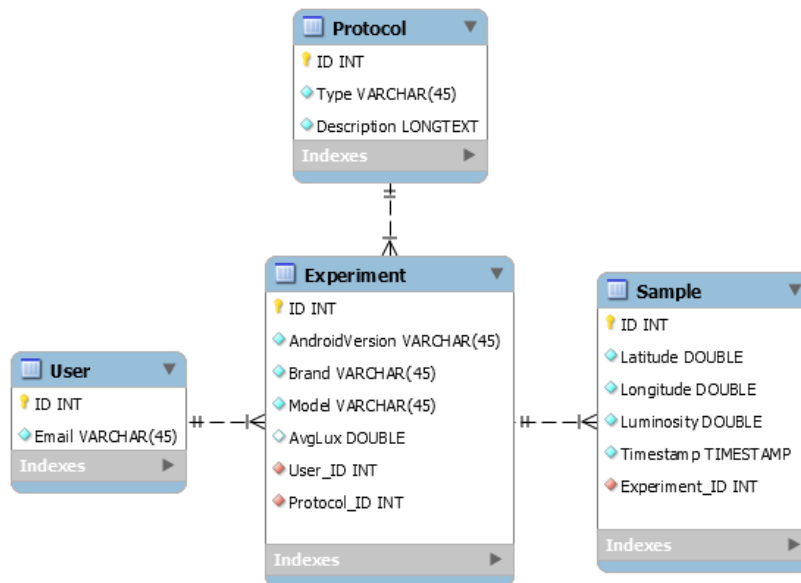 Protocol
ID INT
Type VARCHAR(45)
Description LONGTEXT
Indexes
Experiment
ID INT
AndroidVersion VARCHAR(45)
Brand VARCHAR(45)
Model VARCHAR(45)
AvgLux DOUBLE
User_ID INT
Protocol_ID INT
Indexes
User
ID INT
Email VARCHAR(45)
Indexes
Sample
ID INT
Latitude DOUBLE
Longitude DOUBLE
Luminosity DOUBLE
Timestamp TIMESTAMP
Experiment_ID INT
Indexes